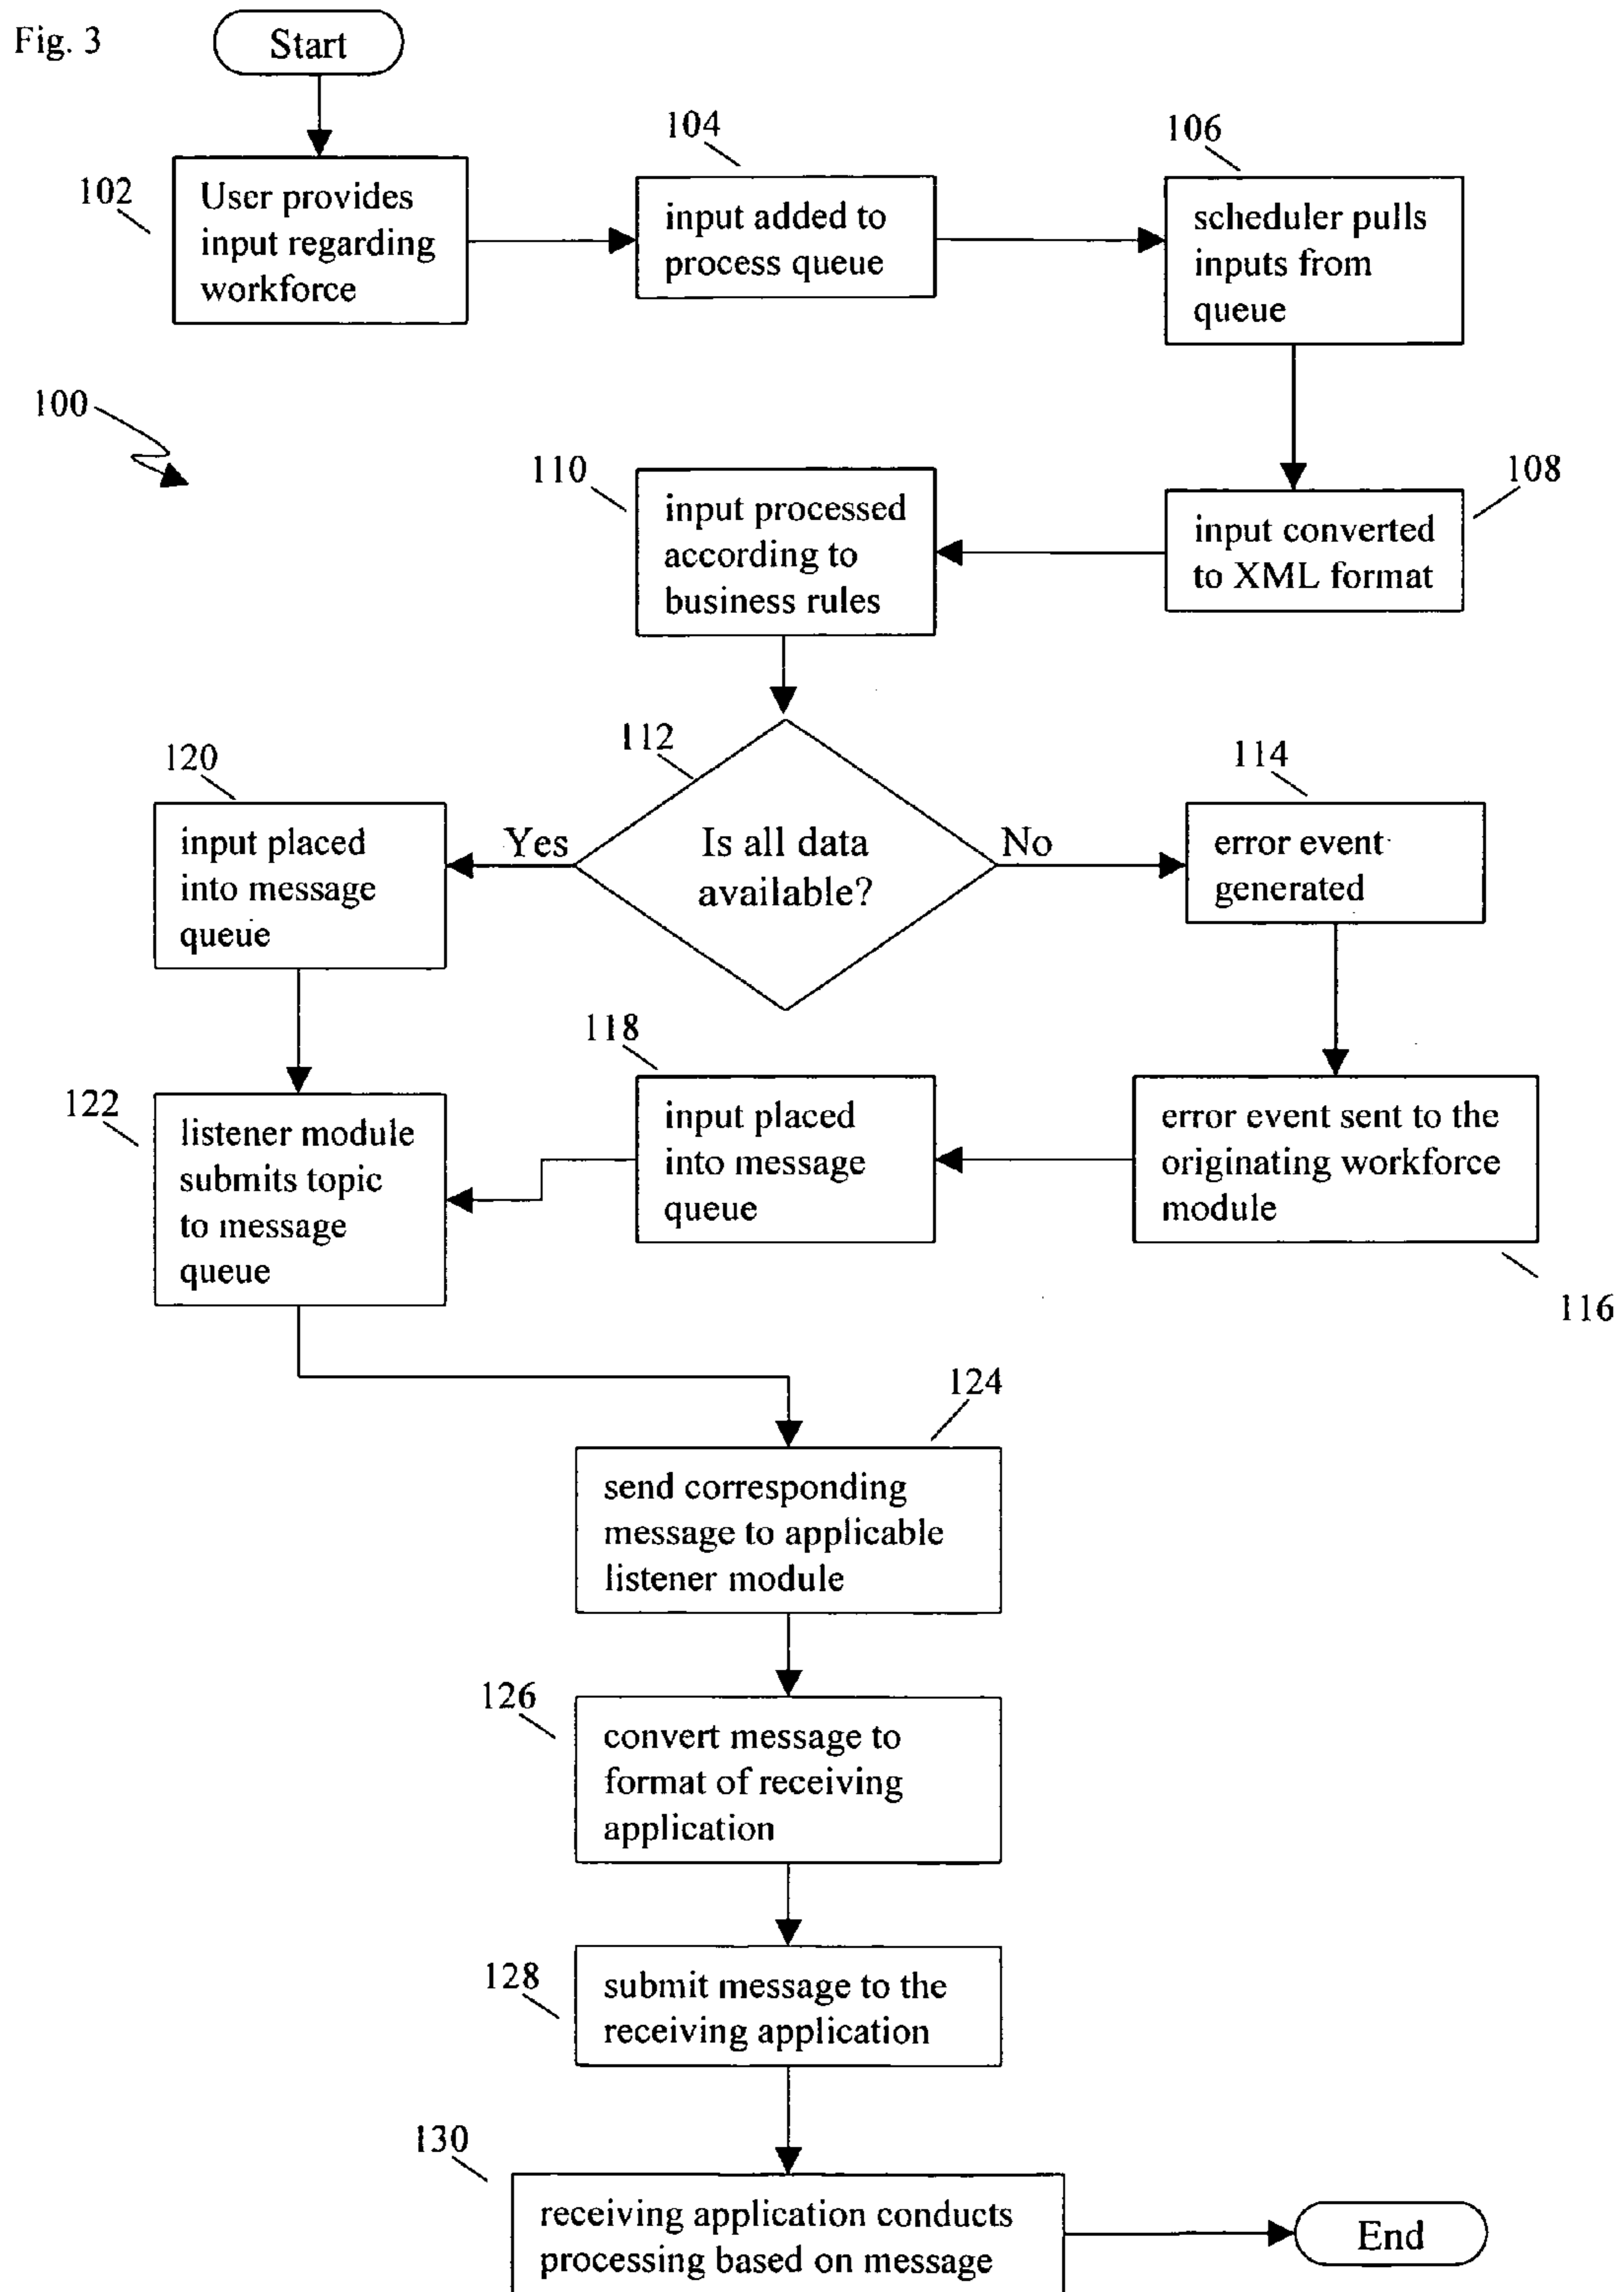 Fig. 3
Start
102
User provides
input regarding
workforce
104
input added to
process queue
106
scheduler pulls
inputs from
queue
100
110
input processed
according to
business rules
108
input converted
to XML format
120
input placed
into message
queue
Yes
112
Is all data
available?
No
114
error event
generated
122
listener module
submits topic
to message
queue
118
input placed
into message
queue
error event sent to the
originating workforce
module
116
124
send corresponding
message to applicable
listener module
126
convert message to
format of receiving
application
128
submit message to the
receiving application
130
receiving application conducts
processing based on message
End